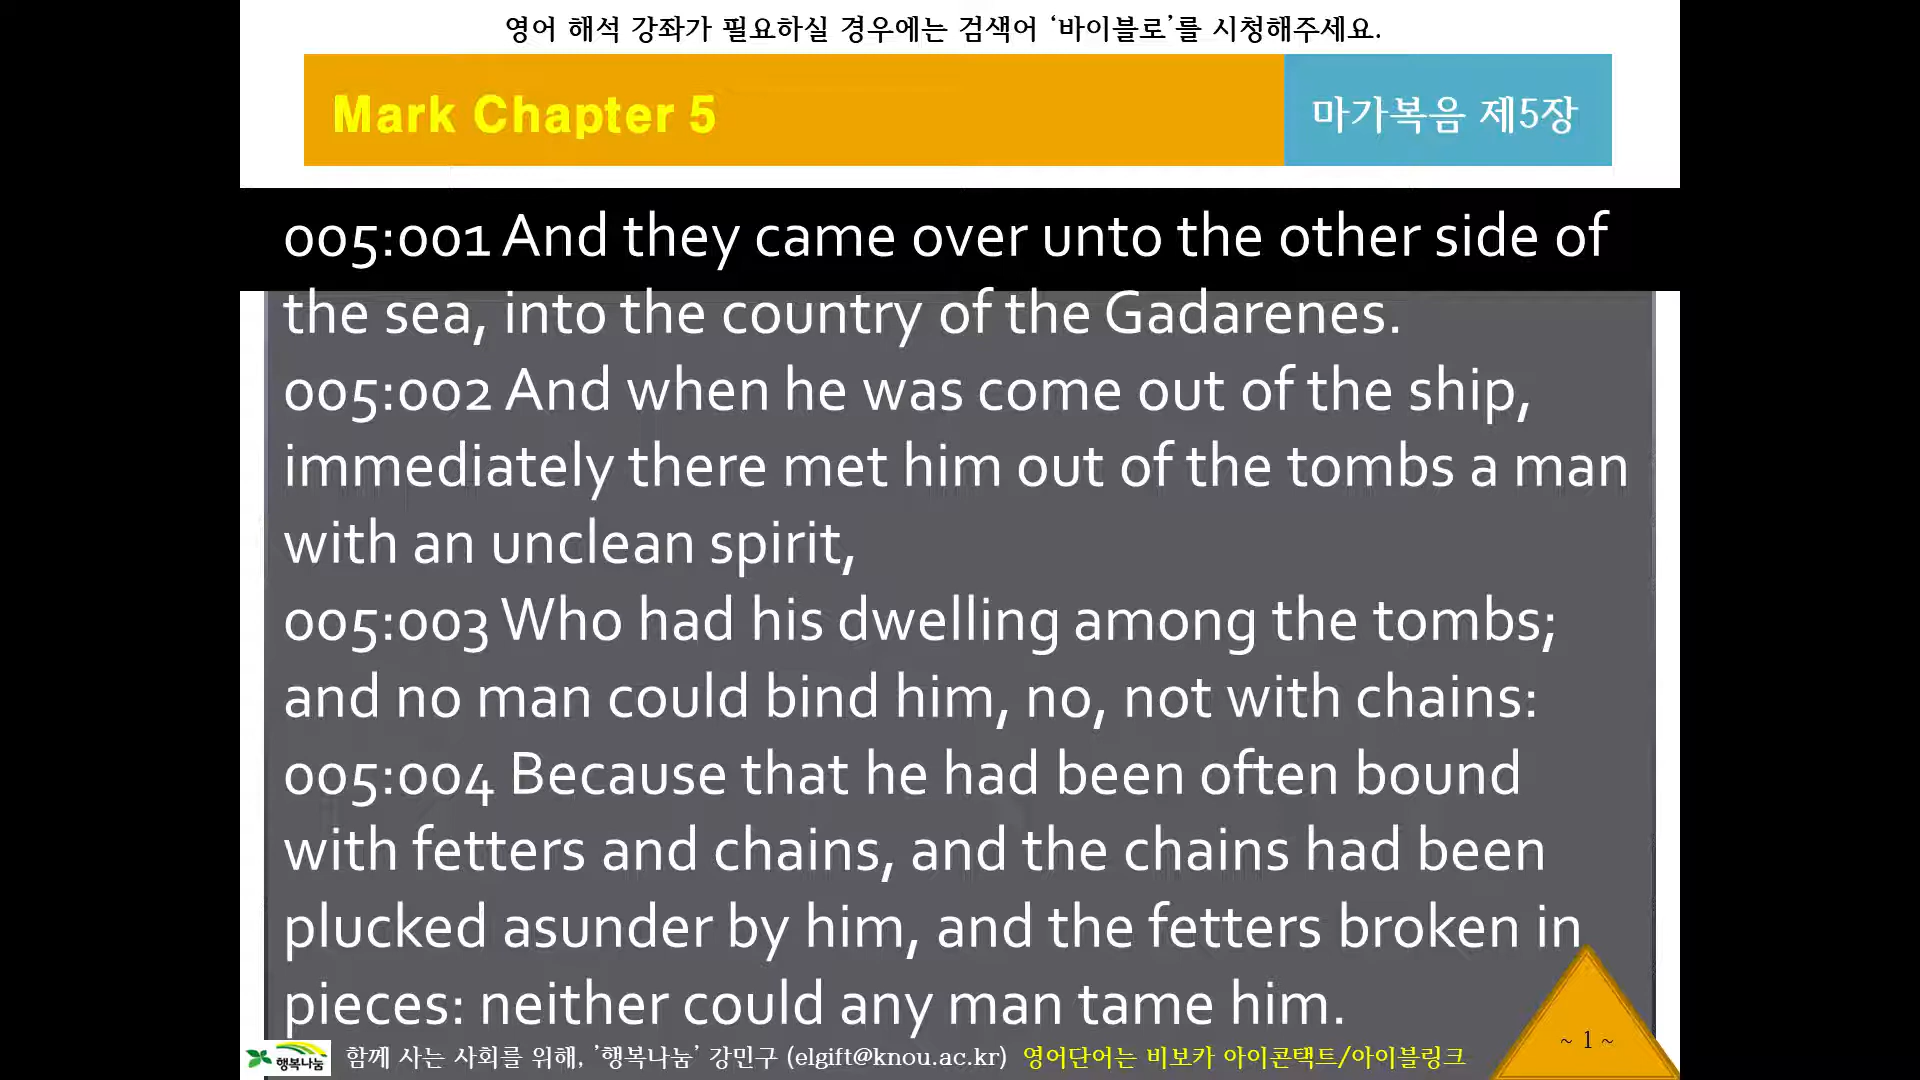 영어 해석 강좌가 필요하실 경우에는 검색어 ‘바이블로’를 시청해주세요.
Mark Chapter 5
마가복음 제5장
005:001 And they came over unto the other side of
the sea, into the country of the Gadarenes.
005:002 And when he was come out of the ship,
immediately there met him out of the tombs a man
with an unclean spirit,
005:003 Who had his dwelling among the tombs;
and no man could bind him, no, not with chains:
005:004 Because that he had been often bound
with fetters and chains, and the chains had been
plucked asunder by him, and the fetters broken in
pieces: neither could any man tame him.
행복나눔 함께 사는 사회를 위해, ’행복나눔’ 강민구 (elgift@knou.ac.kr) 영어단어는 비보카 아이콘택트/아이블링크
~ 1 ~